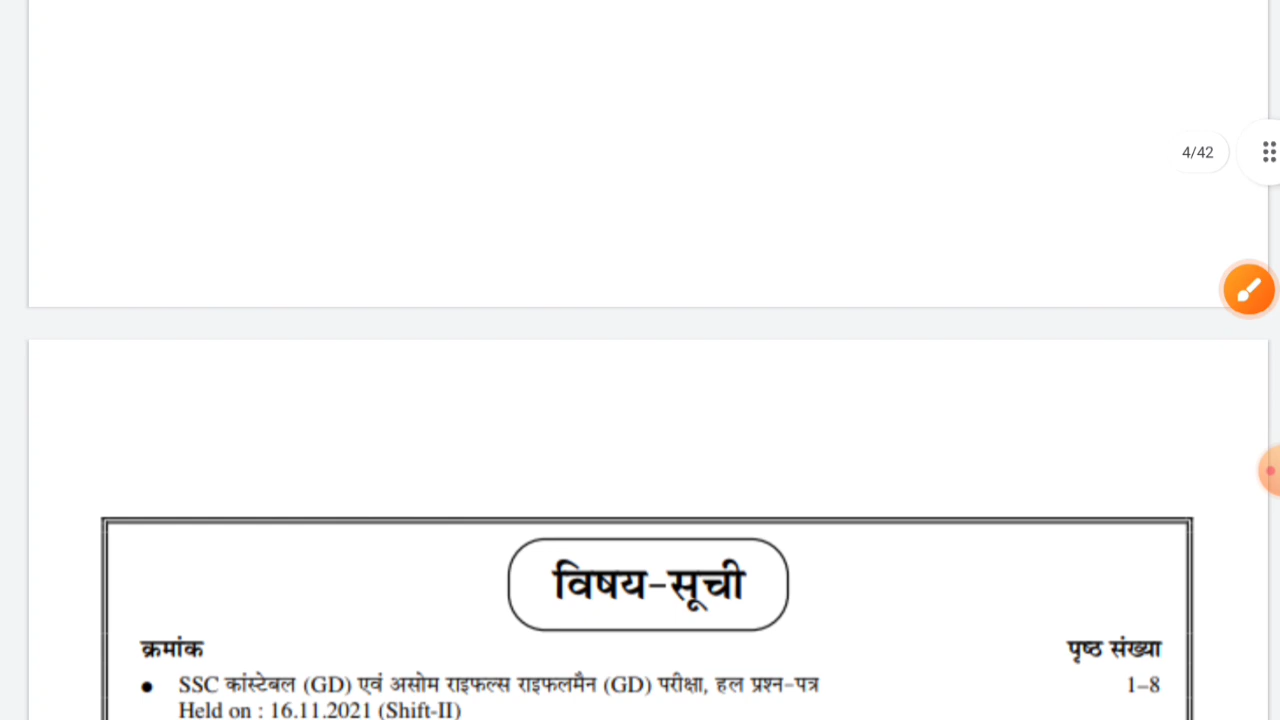 4/42
विषय-सूची
क्रमांक पृष्ठ संख्या
● SSC कांस्टेबल (GD) एवं असोम राइफल्स राइफलमैन (GD) परीक्षा, हल प्रश्न-पत्र 1–8
Held on : 16.11.2021 (Shift-II)